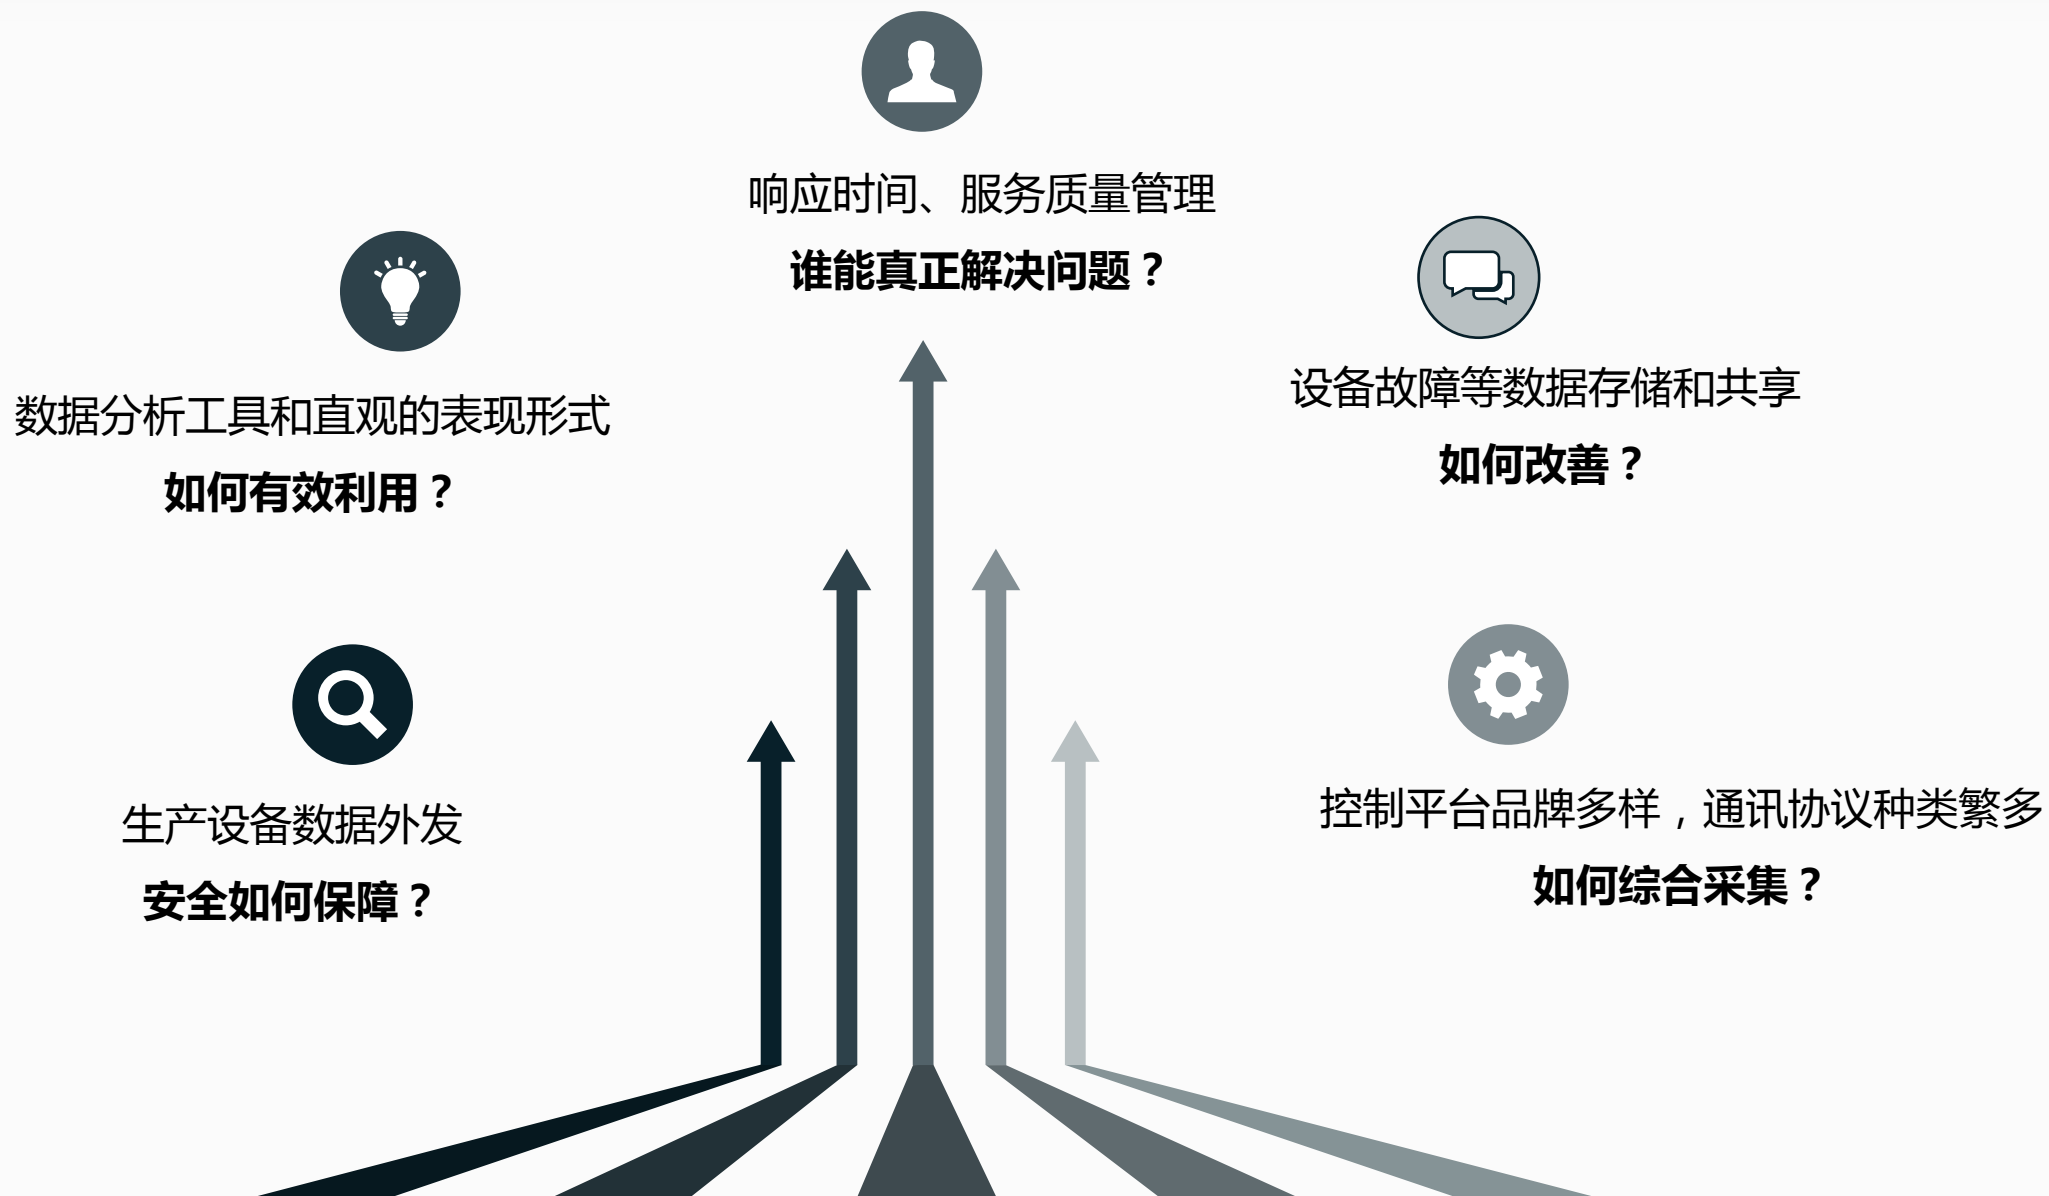 响应时间、服务质量管理
谁能真正解决问题？
数据分析工具和直观的表现形式
如何有效利用？
设备故障等数据存储和共享
如何改善？
生产设备数据外发
安全如何保障？
控制平台品牌多样，通讯协议种类繁多
如何综合采集？